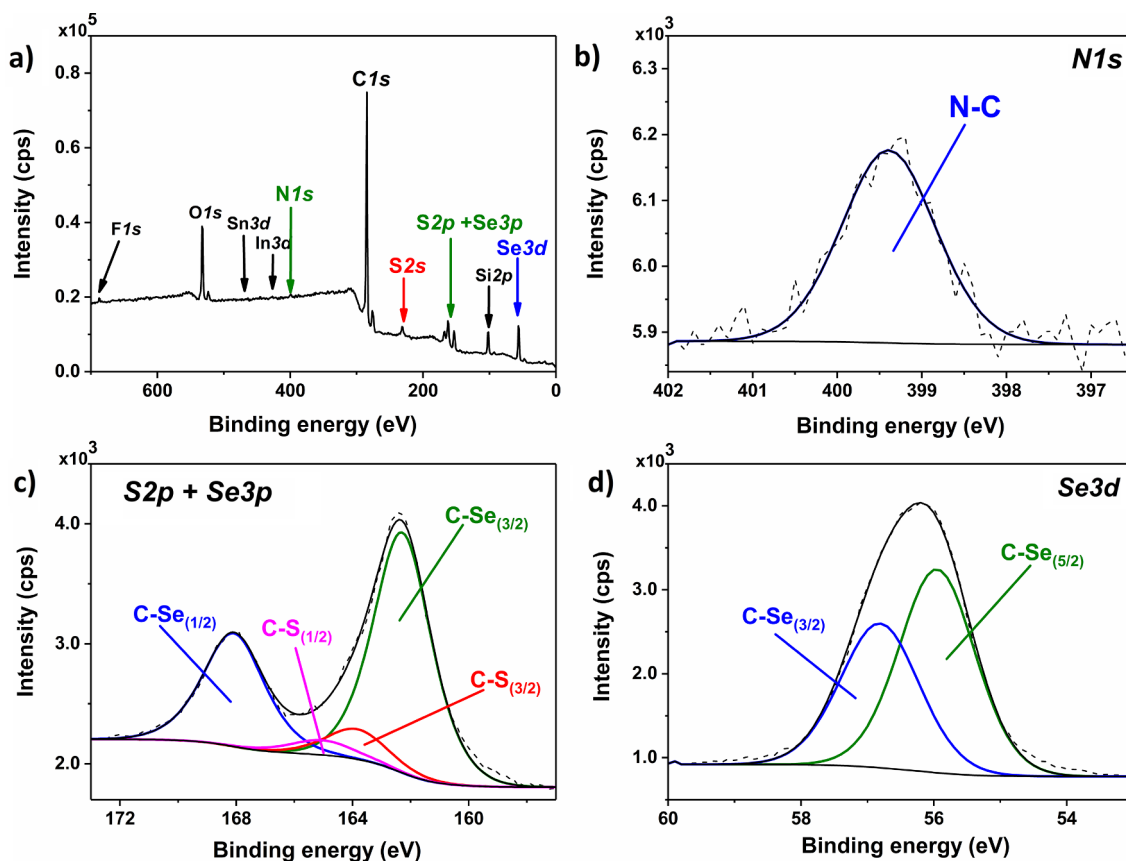 a)
x10^5
0.8
0.6
0.4
0.2
0.0
Intensity (cps)
F1s
O1s
Sn3d
In3d
N1s
C1s
S2s
S2p +Se3p
Si2p
Se3d
600
400
200
0
Binding energy (eV)
b)
x10^3
N1s
6.3
6.2
6.1
6.0
5.9
Intensity (cps)
N-C
402
401
400
399
398
397
Binding energy (eV)
c)
x10^3
S2p + Se3p
4.0
3.0
2.0
Intensity (cps)
C-Se(3/2)
C-Se(1/2)
C-S(1/2)
C-S(3/2)
172
168
164
160
Binding energy (eV)
d)
x10^3
Se3d
4.0
3.0
2.0
1.0
Intensity (cps)
C-Se(5/2)
C-Se(3/2)
60
58
56
54
Binding energy (eV)